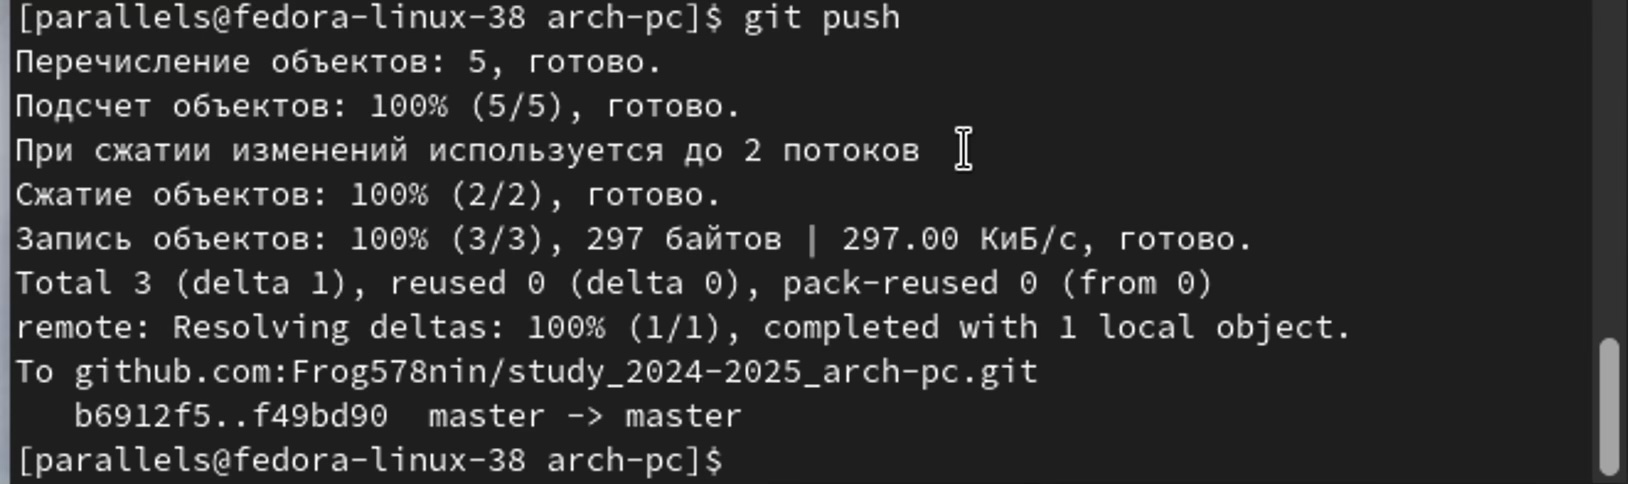 [parallels@fedora-linux-38 arch-pc]$ git push
Перечисление объектов: 5, готово.
Подсчет объектов: 100% (5/5), готово.
При сжатии изменений используется до 2 потоков
Сжатие объектов: 100% (2/2), готово.
Запись объектов: 100% (3/3), 297 байтов | 297.00 КиБ/с, готово.
Total 3 (delta 1), reused 0 (delta 0), pack-reused 0 (from 0)
remote: Resolving deltas: 100% (1/1), completed with 1 local object.
To github.com:Frog578nin/study_2024-2025_arch-pc.git
   b6912f5..f49bd90  master -> master
[parallels@fedora-linux-38 arch-pc]$